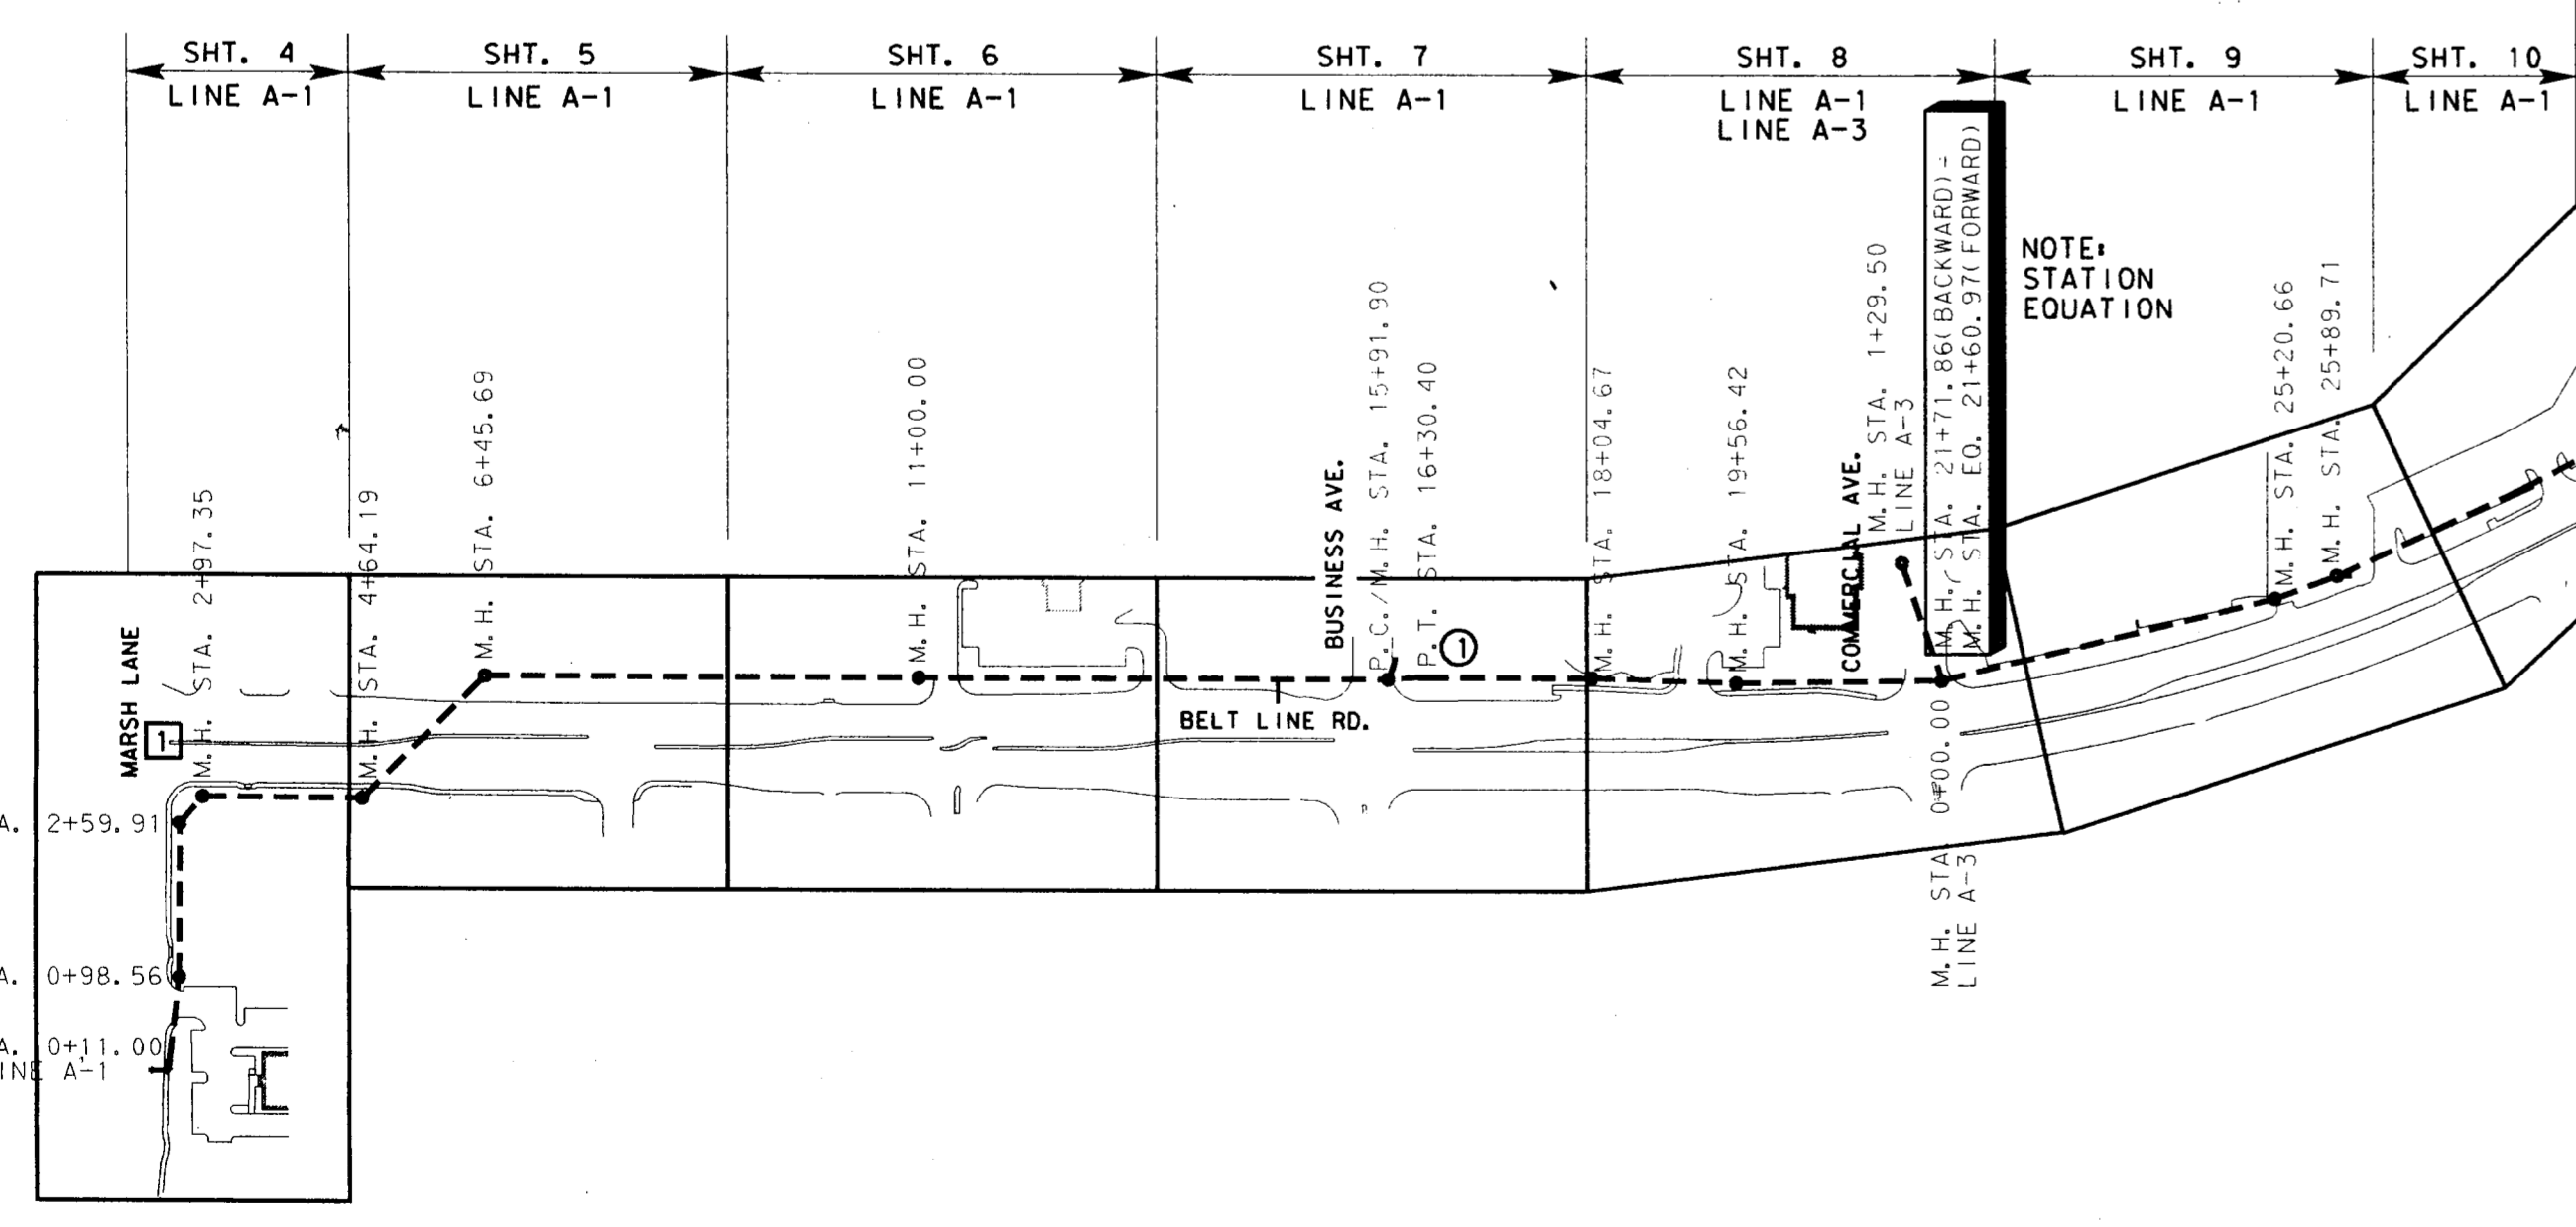 SHT. 4
LINE A-1
SHT. 5
LINE A-1
SHT. 6
LINE A-1
SHT. 7
LINE A-1
SHT. 8
LINE A-1
LINE A-3
SHT. 9
LINE A-1
SHT. 10
LINE A-1
NOTE:
STATION
EQUATION
MARSH LANE
1
M.H. STA. 2+97.35
M.H. STA. 4+64.19
M.H. STA. 6+45.69
M.H. STA. 11+00.00
BUSINESS AVE.
P.C./M.H. STA. 15+91.90
P.T. STA. 16+30.40
1
BELT LINE RD.
M.H. STA. 18+04.67
M.H. STA. 19+56.42
COMMERCIAL AVE.
M.H. STA. 1+29.50
LINE A-3
M.H. STA. 21+71.86(BACKWARD)=
M.H. STA. EQ. 21+60.97(FORWARD)
M.H. STA. 25+20.66
M.H. STA. 25+89.71
M.H. STA 0+00.00
LINE A-3
A. 2+59.91
A. 0+98.56
A. 0+11.00
INE A-1